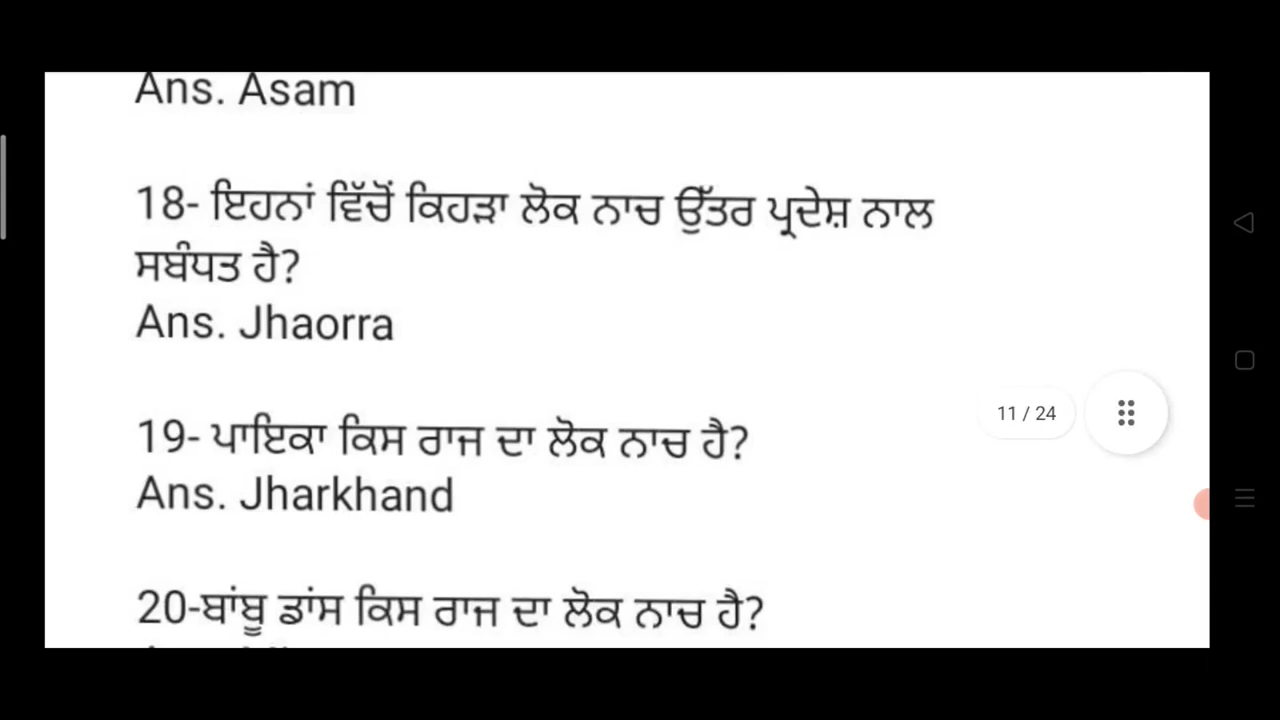 Ans. Asam
18- ਇਹਨਾਂ ਵਿੱਚੋਂ ਕਿਹੜਾ ਲੋਕ ਨਾਚ ਉੱਤਰ ਪ੍ਰਦੇਸ਼ ਨਾਲ
ਸਬੰਧਤ ਹੈ?
Ans. Jhaorra
19- ਪਾਇਕਾ ਕਿਸ ਰਾਜ ਦਾ ਲੋਕ ਨਾਚ ਹੈ?
11 / 24
Ans. Jharkhand
20-ਬਾਂਬੂ ਡਾਂਸ ਕਿਸ ਰਾਜ ਦਾ ਲੋਕ ਨਾਚ ਹੈ?